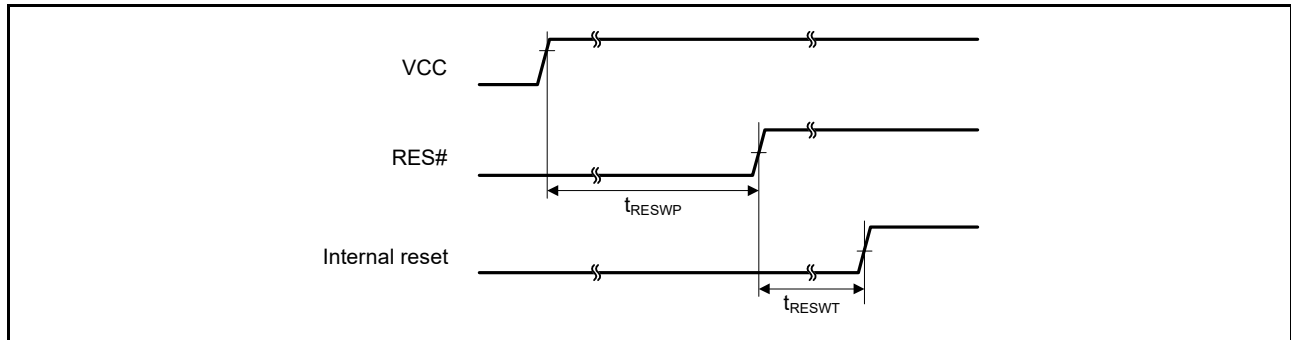 VCC
RES#
tRESWP
Internal reset
tRESWT